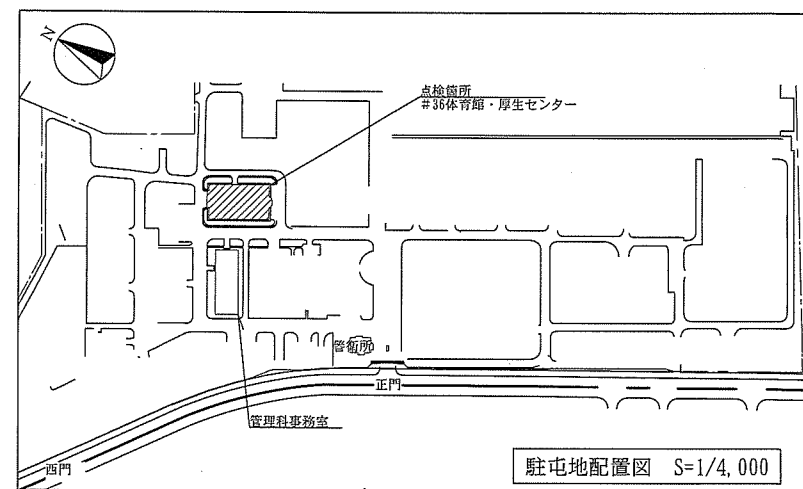 N
点検箇所
#36体育館・厚生センター
警衛所
正門
管理科事務室
西門
駐屯地配置図 S=1/4,000